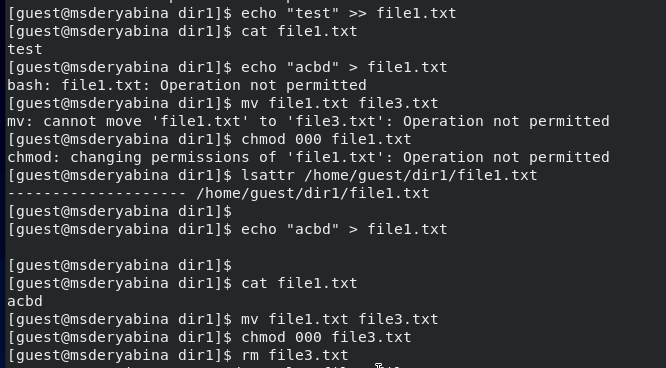 [guest@msderyabina dir1]$ echo "test" >> file1.txt
[guest@msderyabina dir1]$ cat file1.txt
test
[guest@msderyabina dir1]$ echo "acbd" > file1.txt
bash: file1.txt: Operation not permitted
[guest@msderyabina dir1]$ mv file1.txt file3.txt
mv: cannot move 'file1.txt' to 'file3.txt': Operation not permitted
[guest@msderyabina dir1]$ chmod 000 file1.txt
chmod: changing permissions of 'file1.txt': Operation not permitted
[guest@msderyabina dir1]$ lsattr /home/guest/dir1/file1.txt
-------------------- /home/guest/dir1/file1.txt
[guest@msderyabina dir1]$
[guest@msderyabina dir1]$ echo "acbd" > file1.txt
[guest@msderyabina dir1]$
[guest@msderyabina dir1]$ cat file1.txt
acbd
[guest@msderyabina dir1]$ mv file1.txt file3.txt
[guest@msderyabina dir1]$ chmod 000 file3.txt
[guest@msderyabina dir1]$ rm file3.txt